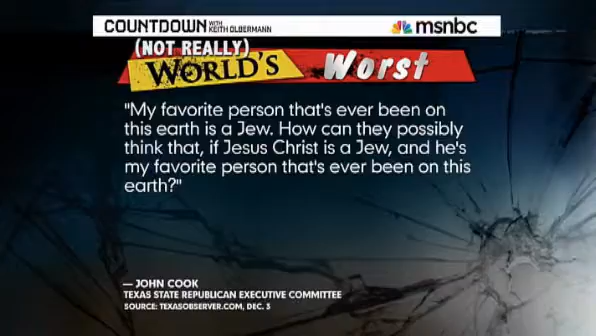 COUNTDOWN WITH KEITH OLBERMANN msnbc
(NOT REALLY)
WORLD'S Worst
"My favorite person that's ever been on
this earth is a Jew. How can they possibly
think that, if Jesus Christ is a Jew, and he's
my favorite person that's ever been on this
earth?"
— JOHN COOK
TEXAS STATE REPUBLICAN EXECUTIVE COMMITTEE
SOURCE: TEXASOBSERVER.COM, DEC. 3